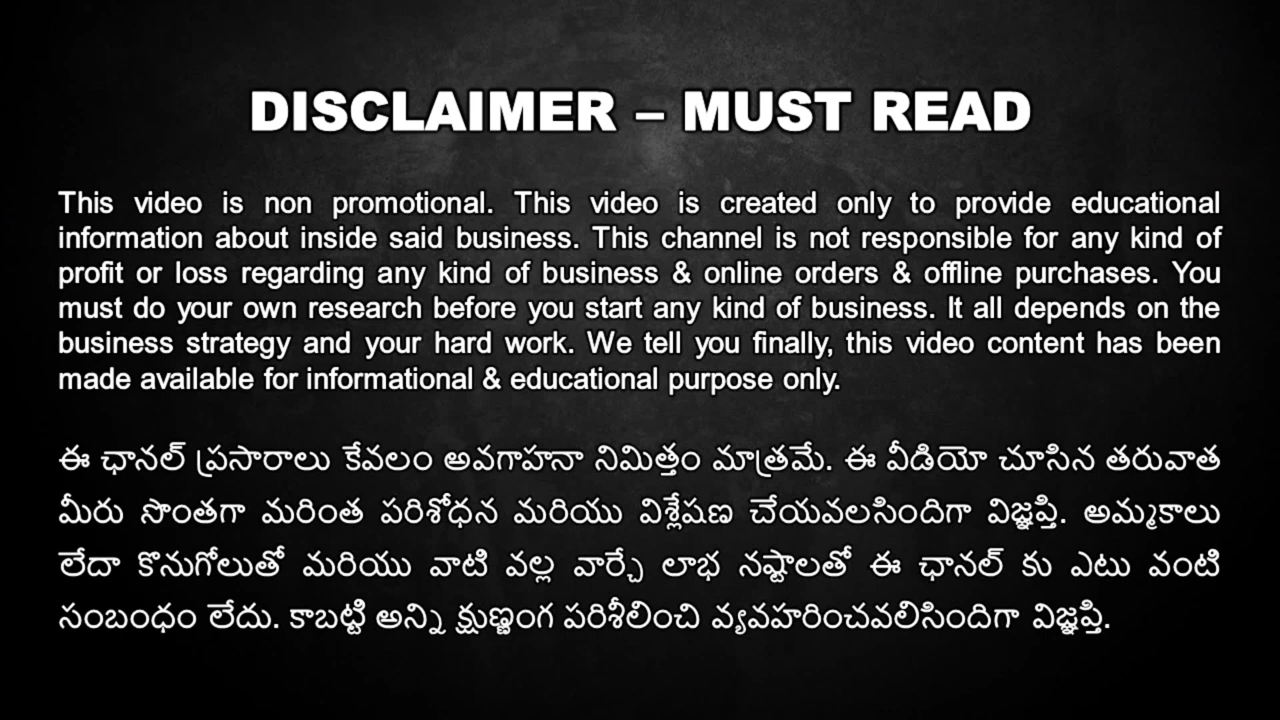 DISCLAIMER – MUST READ
This video is non promotional. This video is created only to provide educational
information about inside said business. This channel is not responsible for any kind of
profit or loss regarding any kind of business & online orders & offline purchases. You
must do your own research before you start any kind of business. It all depends on the
business strategy and your hard work. We tell you finally, this video content has been
made available for informational & educational purpose only.
ఈ ఛానల్ ప్రసారాలు కేవలం అవగాహనా నిమిత్తం మాత్రమే. ఈ వీడియో చూసిన తరువాత
మీరు సొంతగా మరింత పరిశోధన మరియు విశ్లేషణ చేయవలసిందిగా విజ్ఞప్తి. అమ్మకాలు
లేదా కొనుగోలుతో మరియు వాటి వల్ల వార్చే లాభ నష్టాలతో ఈ ఛానల్ కు ఎటు వంటి
సంబంధం లేదు. కాబట్టి అన్ని క్షుణ్ణంగ పరిశీలించి వ్యవహరించవలిసిందిగా విజ్ఞప్తి.